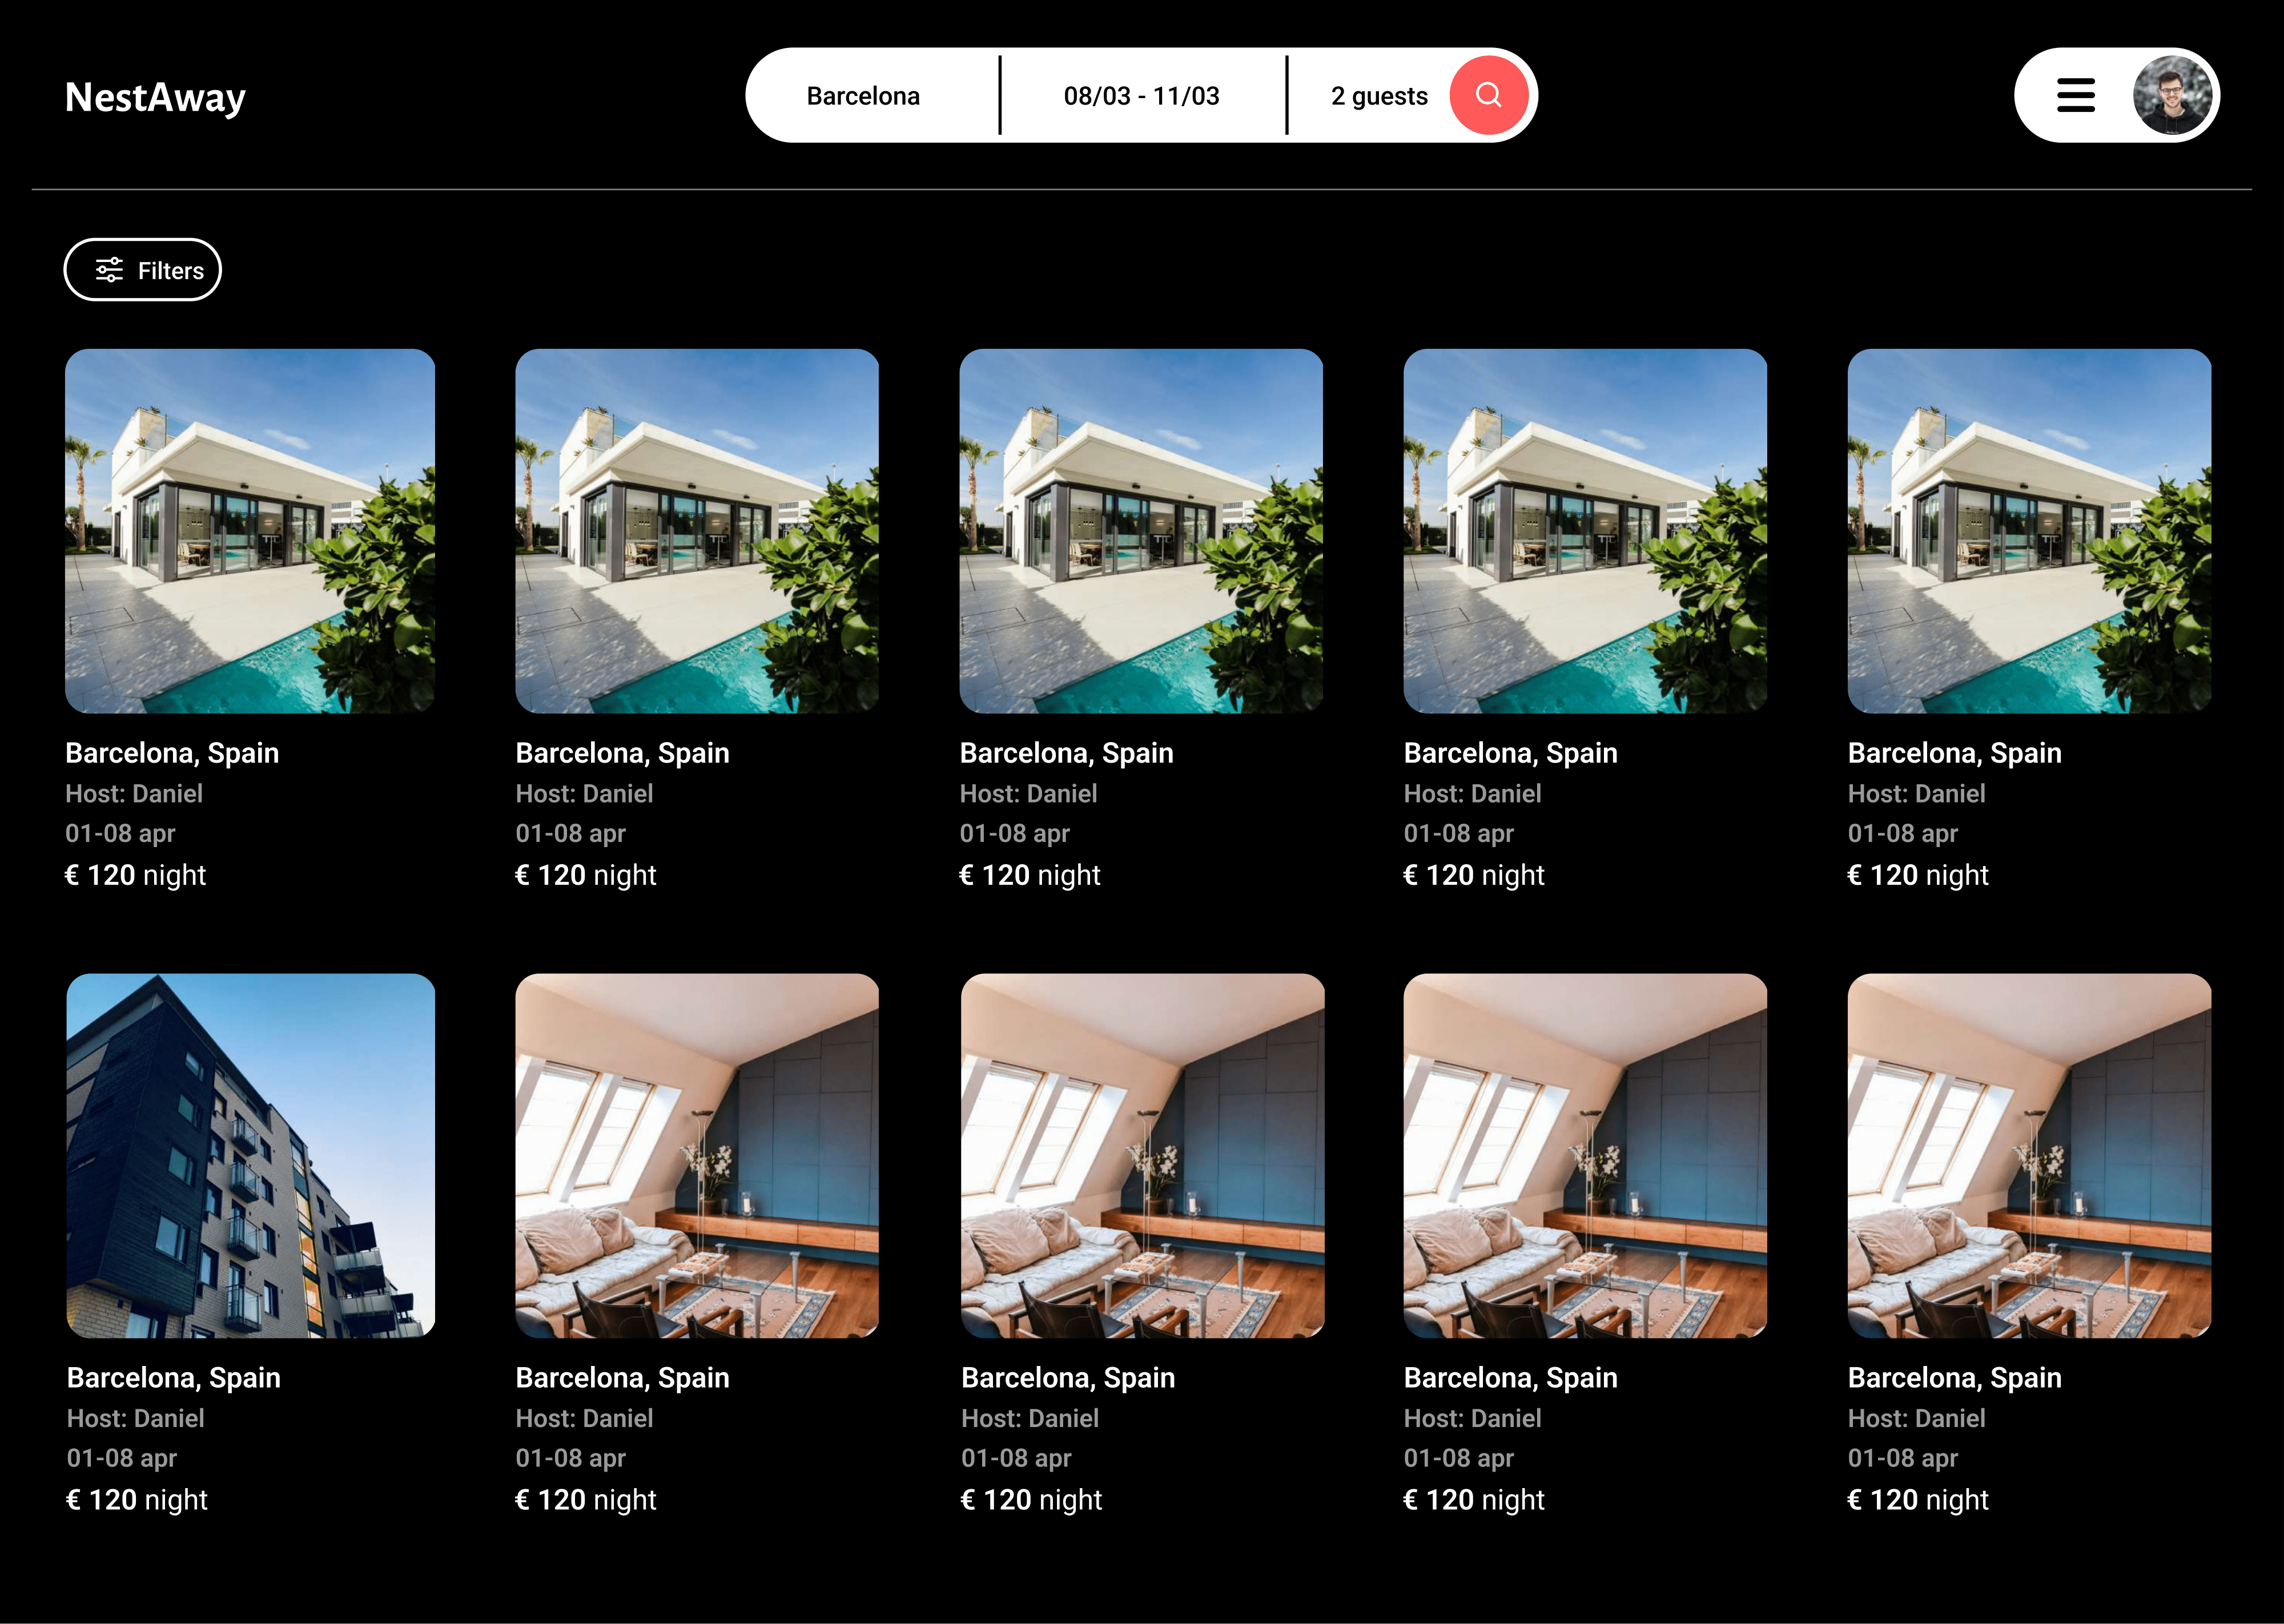 NestAway
Barcelona
08/03 - 11/03
2 guests
Filters
Barcelona, Spain
Host: Daniel
01-08 apr
€ 120 night
Barcelona, Spain
Host: Daniel
01-08 apr
€ 120 night
Barcelona, Spain
Host: Daniel
01-08 apr
€ 120 night
Barcelona, Spain
Host: Daniel
01-08 apr
€ 120 night
Barcelona, Spain
Host: Daniel
01-08 apr
€ 120 night
Barcelona, Spain
Host: Daniel
01-08 apr
€ 120 night
Barcelona, Spain
Host: Daniel
01-08 apr
€ 120 night
Barcelona, Spain
Host: Daniel
01-08 apr
€ 120 night
Barcelona, Spain
Host: Daniel
01-08 apr
€ 120 night
Barcelona, Spain
Host: Daniel
01-08 apr
€ 120 night